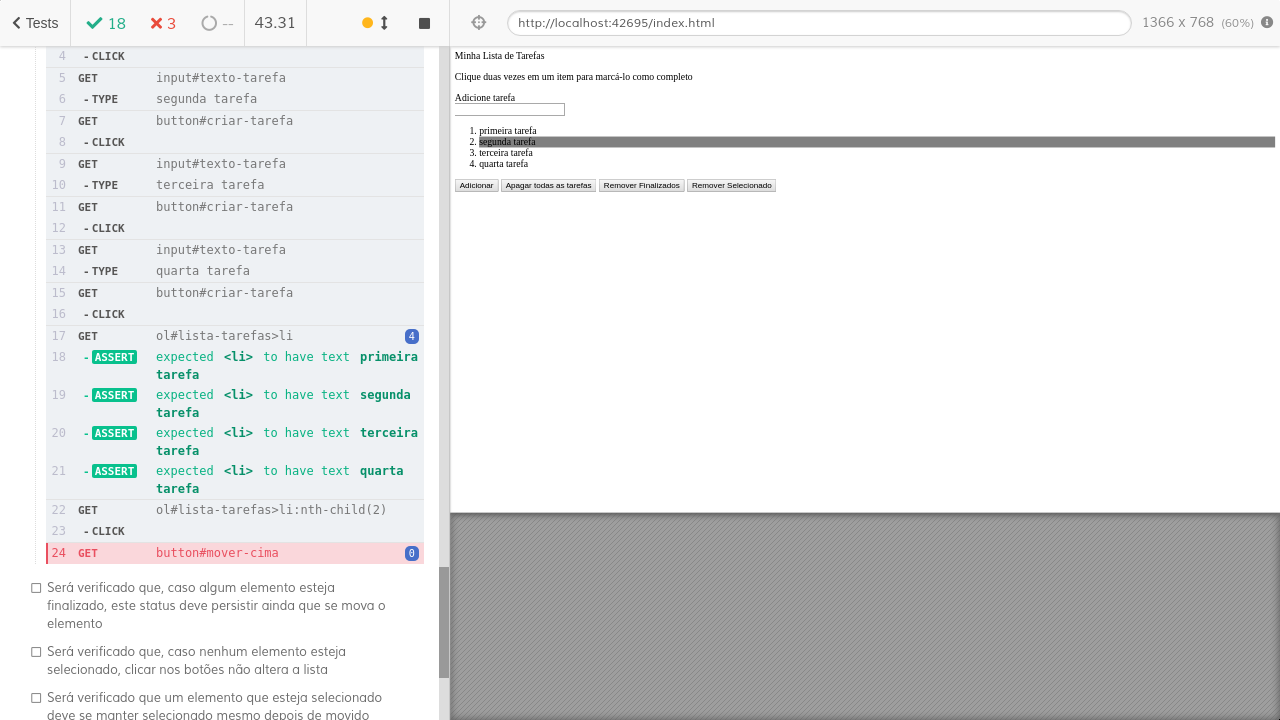 Tests 18 3 -- 43.31 http://localhost:42695/index.html 1366 x 768 (60%)
4 - CLICK
5 GET input#texto-tarefa
6 - TYPE segunda tarefa
7 GET button#criar-tarefa
8 - CLICK
9 GET input#texto-tarefa
10 - TYPE terceira tarefa
11 GET button#criar-tarefa
12 - CLICK
13 GET input#texto-tarefa
14 - TYPE quarta tarefa
15 GET button#criar-tarefa
16 - CLICK
17 GET ol#lista-tarefas>li 4
18 - ASSERT expected <li> to have text primeira
tarefa
19 - ASSERT expected <li> to have text segunda
tarefa
20 - ASSERT expected <li> to have text terceira
tarefa
21 - ASSERT expected <li> to have text quarta
tarefa
22 GET ol#lista-tarefas>li:nth-child(2)
23 - CLICK
24 GET button#mover-cima 0
Será verificado que, caso algum elemento esteja
finalizado, este status deve persistir ainda que se mova o
elemento
Será verificado que, caso nenhum elemento esteja
selecionado, clicar nos botões não altera a lista
Será verificado que um elemento que esteja selecionado
deve se manter selecionado mesmo depois de movido
Minha Lista de Tarefas
Clique duas vezes em um item para marcá-lo como completo
Adicione tarefa
1. primeira tarefa
2. segunda tarefa
3. terceira tarefa
4. quarta tarefa
Adicionar Apagar todas as tarefas Remover Finalizados Remover Selecionado